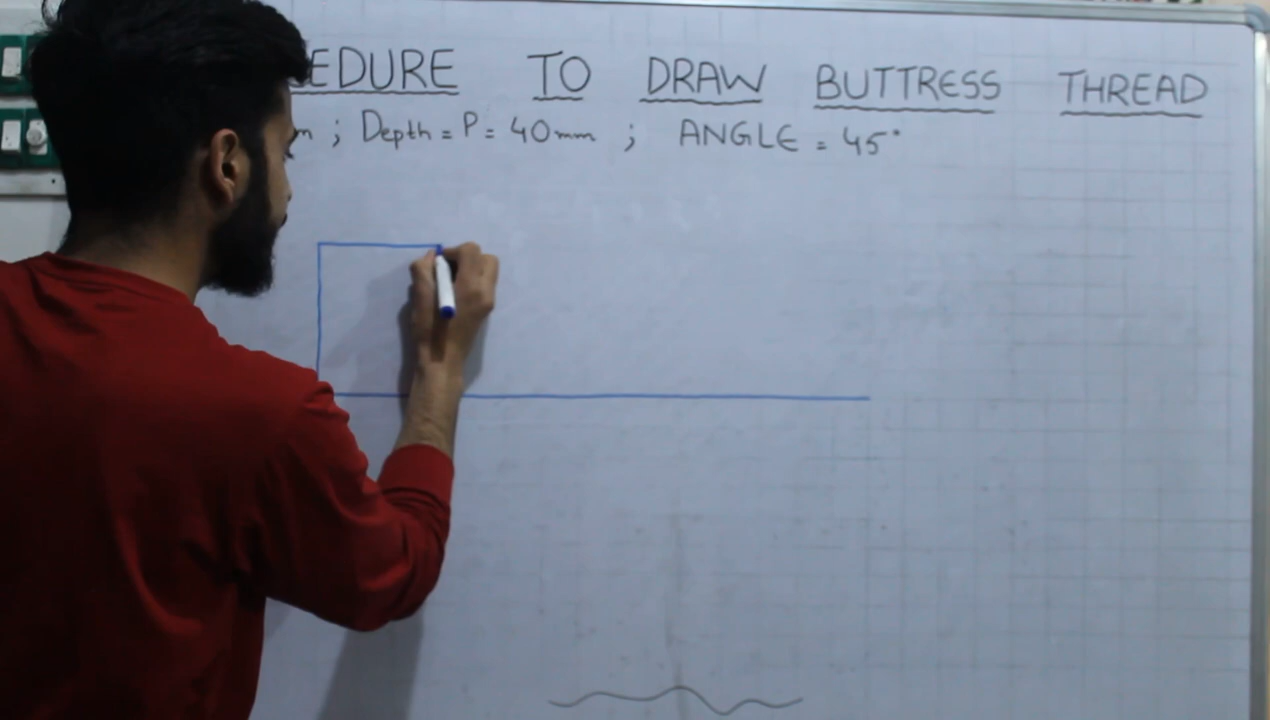 EDURE TO DRAW BUTTRESS THREAD
m ; Depth = P = 40mm ; ANGLE = 45°